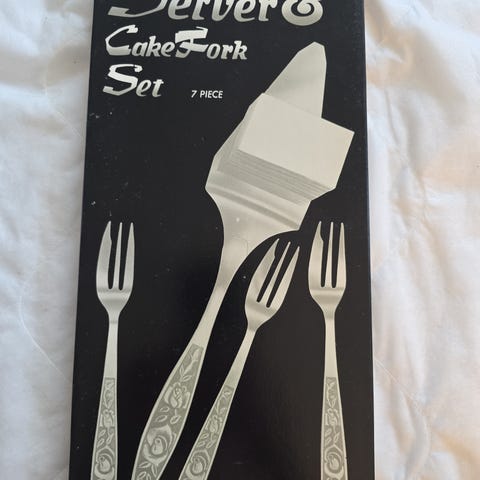 Server &
Cake Fork
Set
7 PIECE